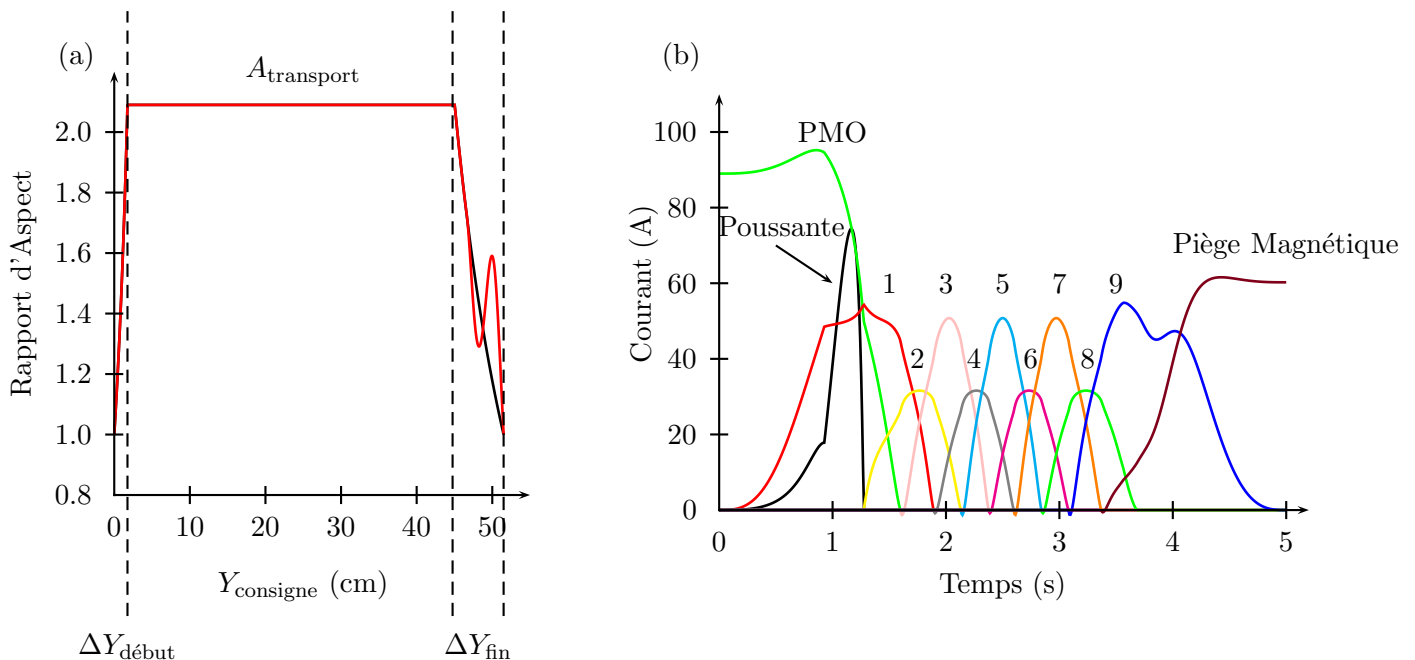 (a)
A_transport
Rapport d'Aspect
2.0
1.8
1.6
1.4
1.2
1.0
0.8
0 10 20 30 40 50
Y_consigne (cm)
ΔY_début ΔY_fin
(b)
Courant (A)
100
80
60
40
20
0
PMO
Poussante
Piège Magnétique
1 3 5 7 9
2 4 6 8
0 1 2 3 4 5
Temps (s)